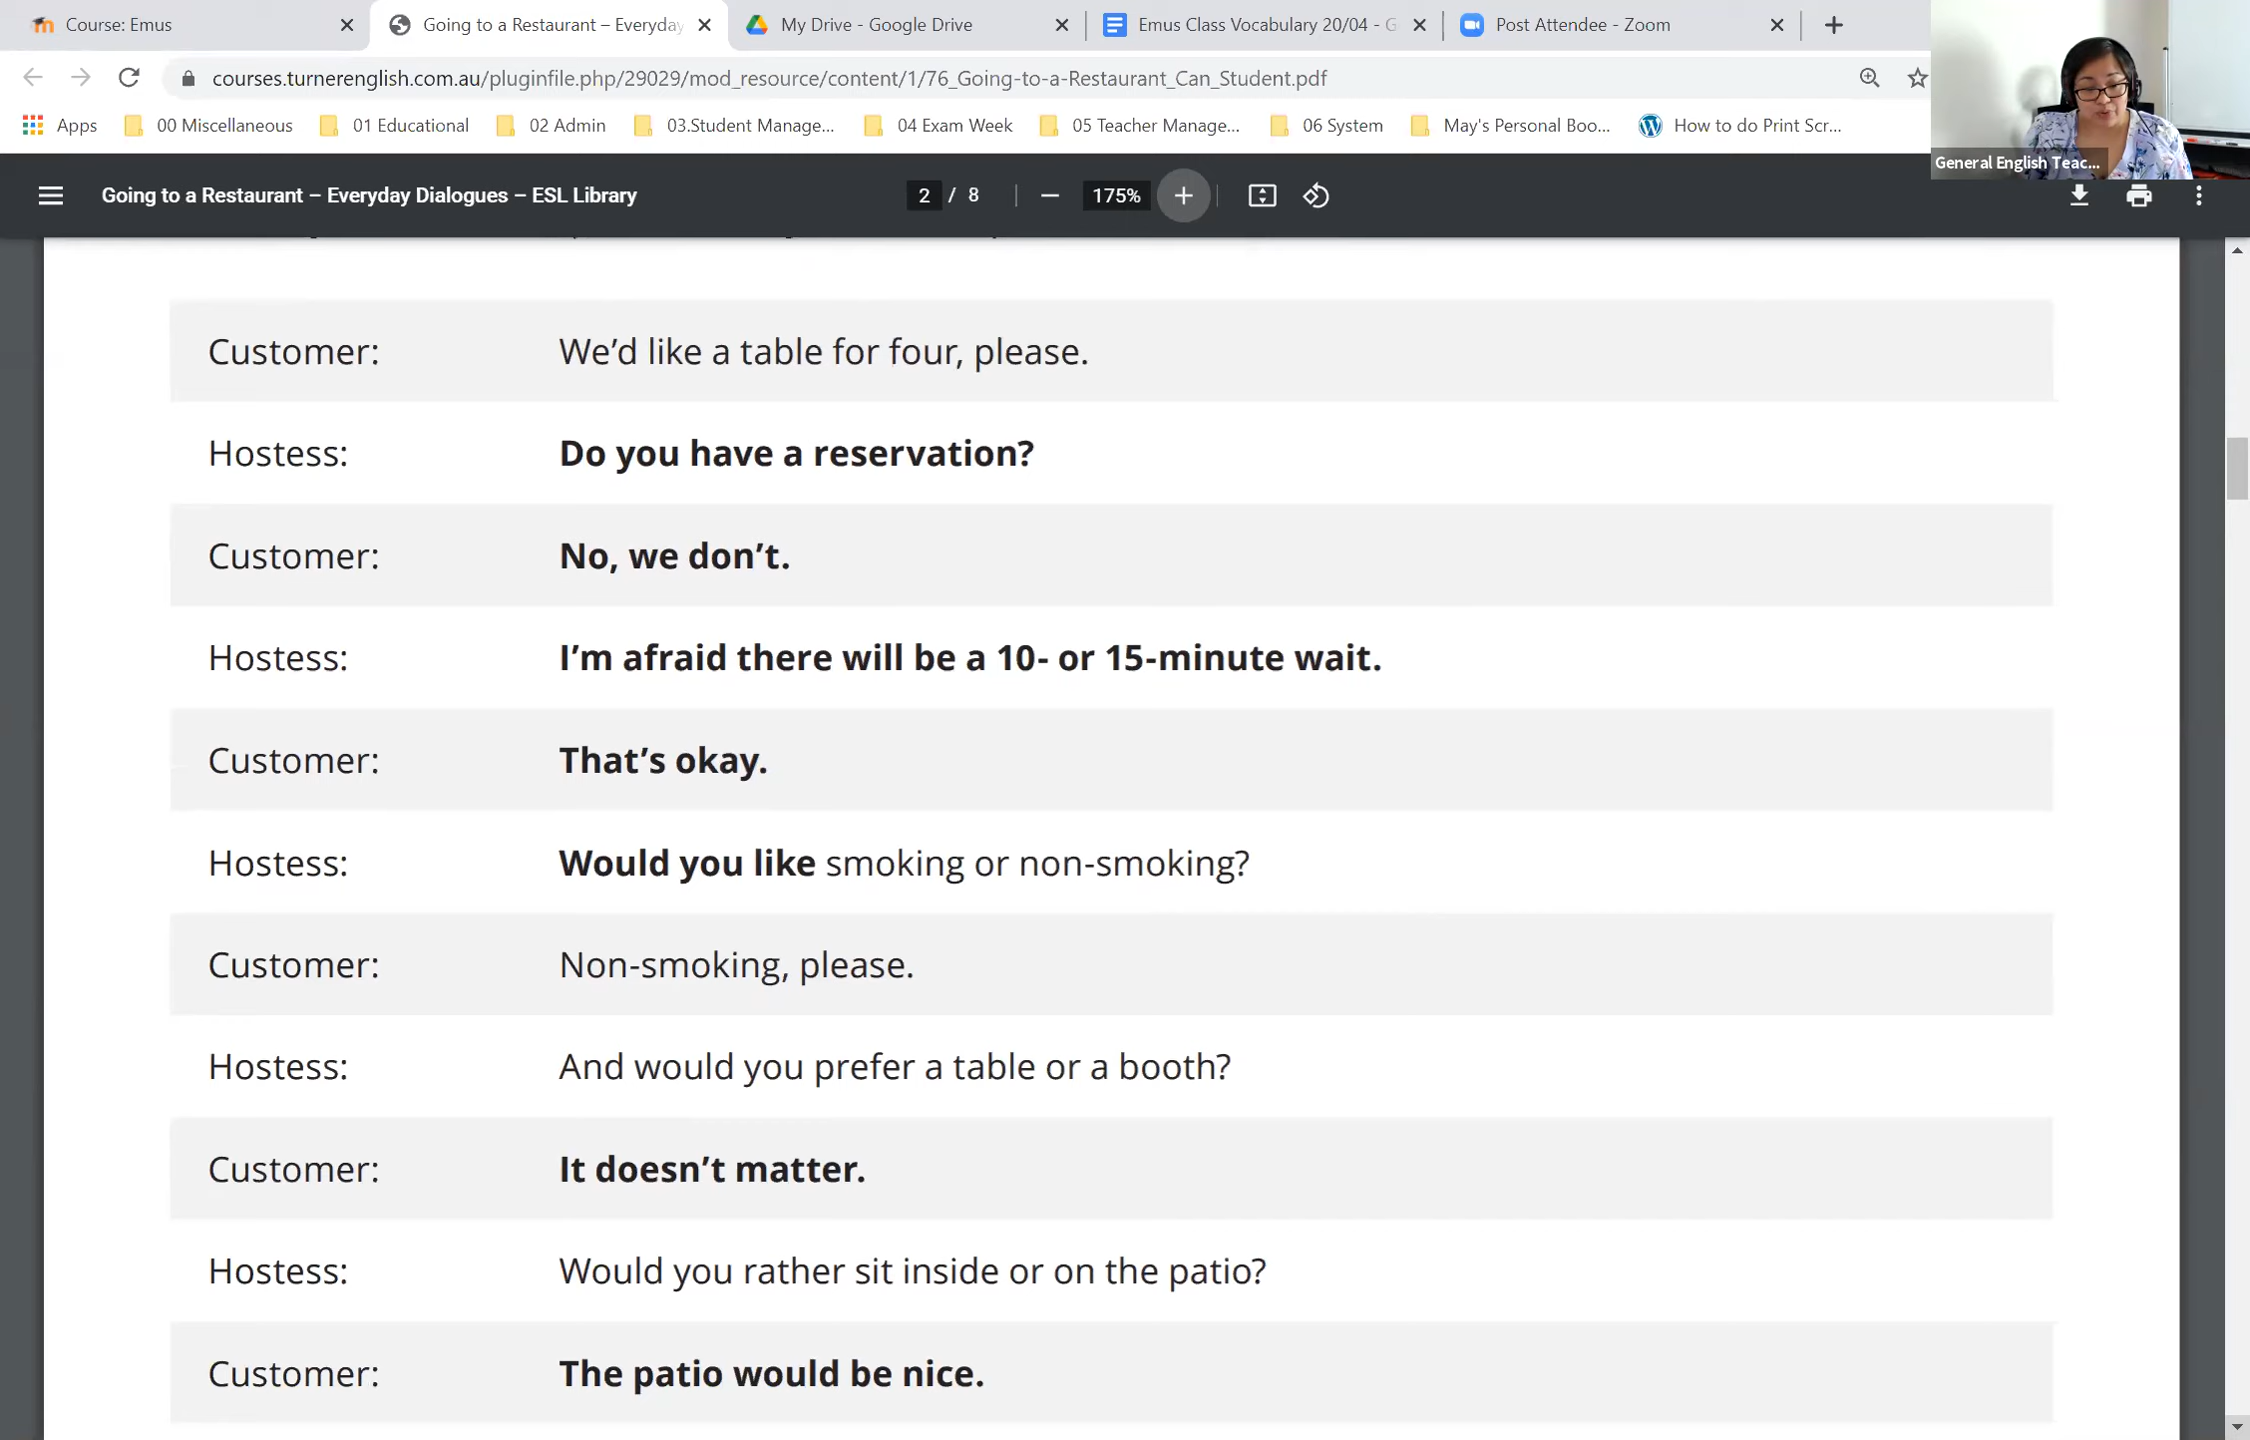 Course: Emus
Going to a Restaurant – Everyday
My Drive - Google Drive
Emus Class Vocabulary 20/04 - G
Post Attendee - Zoom
courses.turnerenglish.com.au/pluginfile.php/29029/mod_resource/content/1/76_Going-to-a-Restaurant_Can_Student.pdf
Apps
00 Miscellaneous
01 Educational
02 Admin
03.Student Manage...
04 Exam Week
05 Teacher Manage...
06 System
May's Personal Boo...
How to do Print Scr...
General English Teac...
Going to a Restaurant – Everyday Dialogues – ESL Library
2 / 8
175%
Customer: We’d like a table for four, please.
Hostess: Do you have a reservation?
Customer: No, we don’t.
Hostess: I’m afraid there will be a 10- or 15-minute wait.
Customer: That’s okay.
Hostess: Would you like smoking or non-smoking?
Customer: Non-smoking, please.
Hostess: And would you prefer a table or a booth?
Customer: It doesn’t matter.
Hostess: Would you rather sit inside or on the patio?
Customer: The patio would be nice.